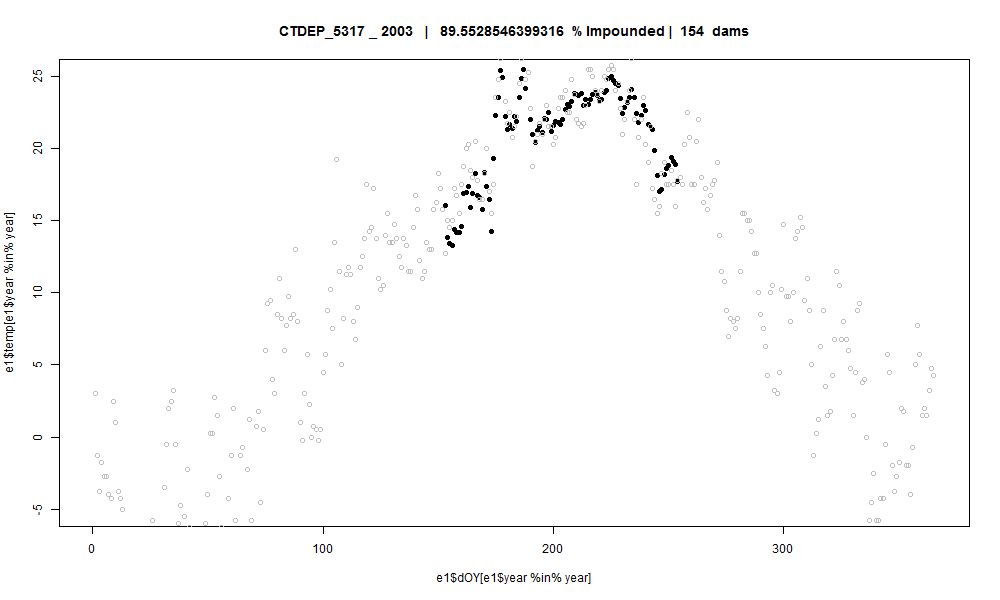 CTDEP_5317 _ 2003 | 89.5528546399316 % Impounded | 154 dams
25
20
15
10
5
0
-5
e1$temp[e1$year %in% year]
0 100 200 300
e1$dOY[e1$year %in% year]